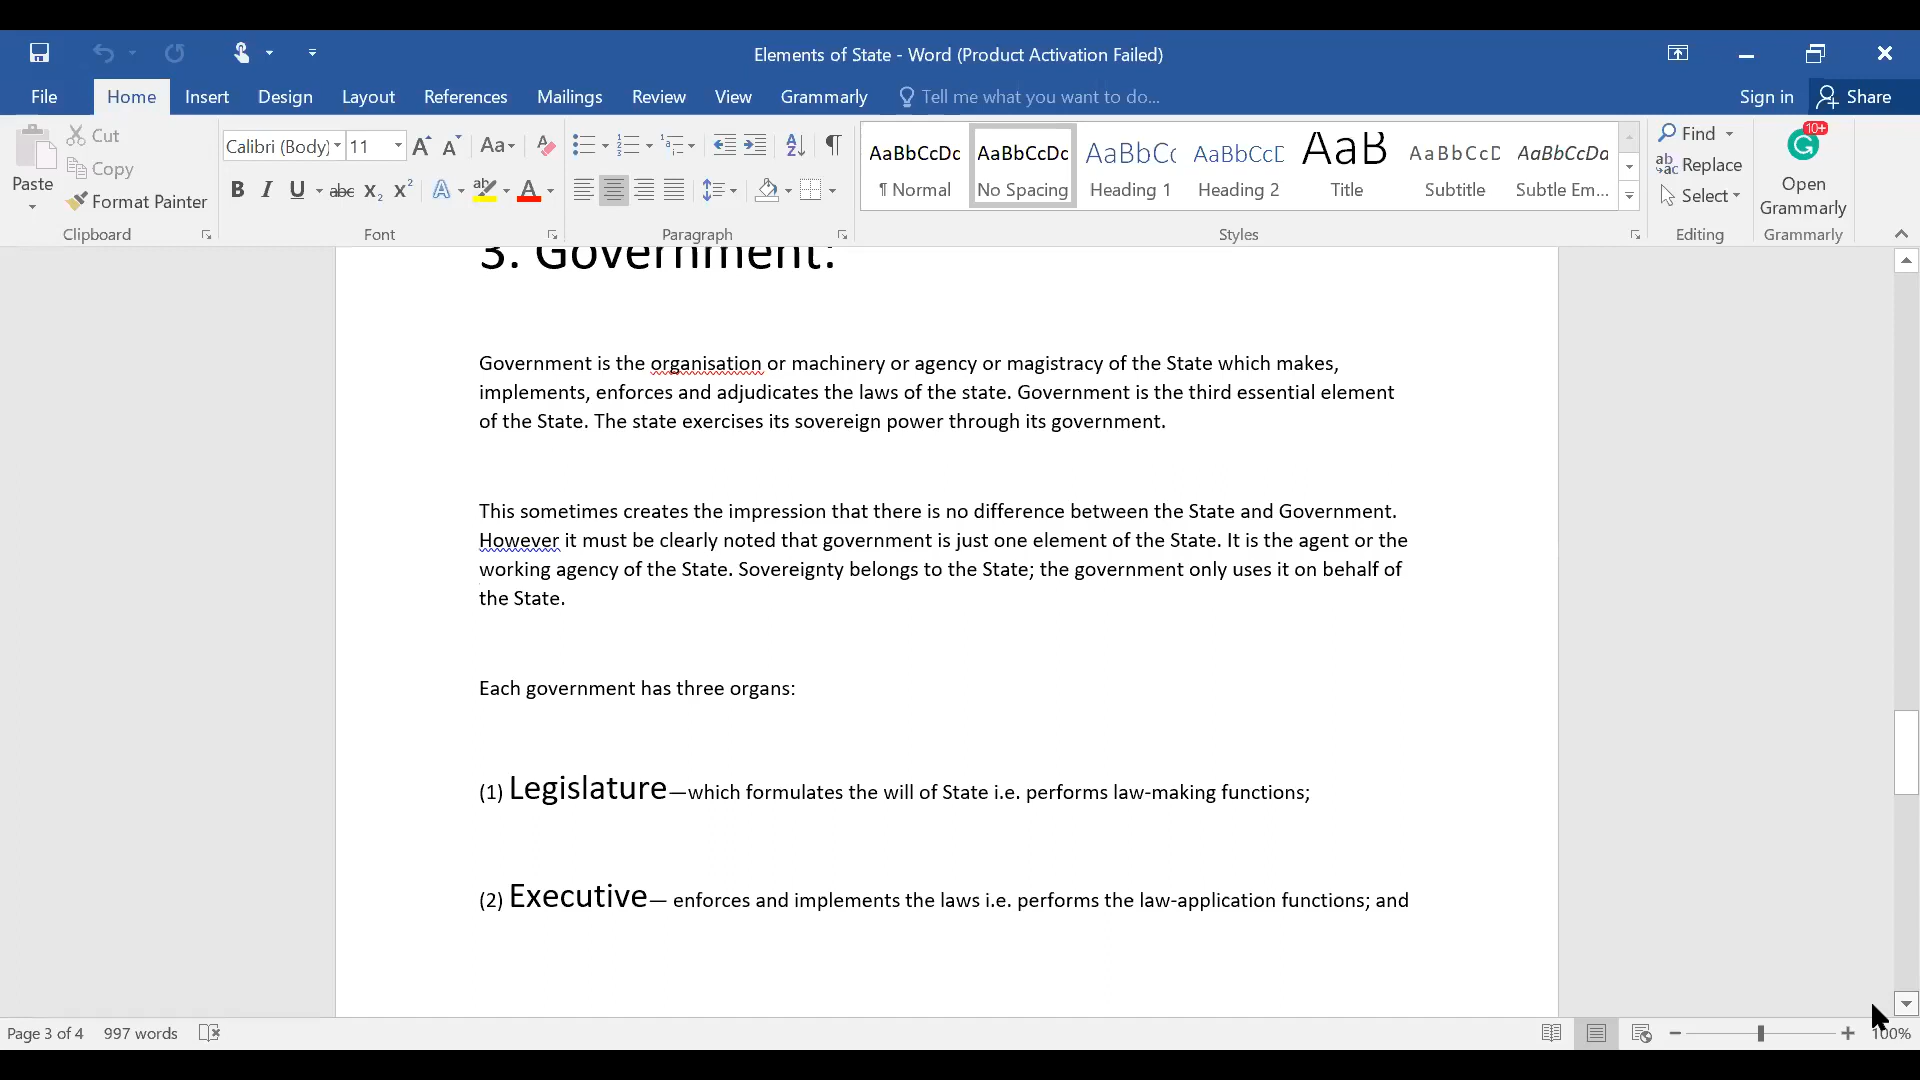 Elements of State - Word (Product Activation Failed)
File Home Insert Design Layout References Mailings Review View Grammarly Tell me what you want to do... Sign in Share
Paste
Cut
Copy
Format Painter
Clipboard
Calibri (Body) 11
Font
Paragraph
AaBbCcDc AaBbCcDc AaBbCc AaBbCcD AaB AaBbCcD AaBbCcDa
¶ Normal No Spacing Heading 1 Heading 2 Title Subtitle Subtle Em...
Styles
Find
Replace
Select
Editing
10+
Open
Grammarly
Grammarly
3. Government:
Government is the organisation or machinery or agency or magistracy of the State which makes,
implements, enforces and adjudicates the laws of the state. Government is the third essential element
of the State. The state exercises its sovereign power through its government.
This sometimes creates the impression that there is no difference between the State and Government.
However it must be clearly noted that government is just one element of the State. It is the agent or the
working agency of the State. Sovereignty belongs to the State; the government only uses it on behalf of
the State.
Each government has three organs:
(1) Legislature—which formulates the will of State i.e. performs law-making functions;
(2) Executive— enforces and implements the laws i.e. performs the law-application functions; and
Page 3 of 4 997 words 100%